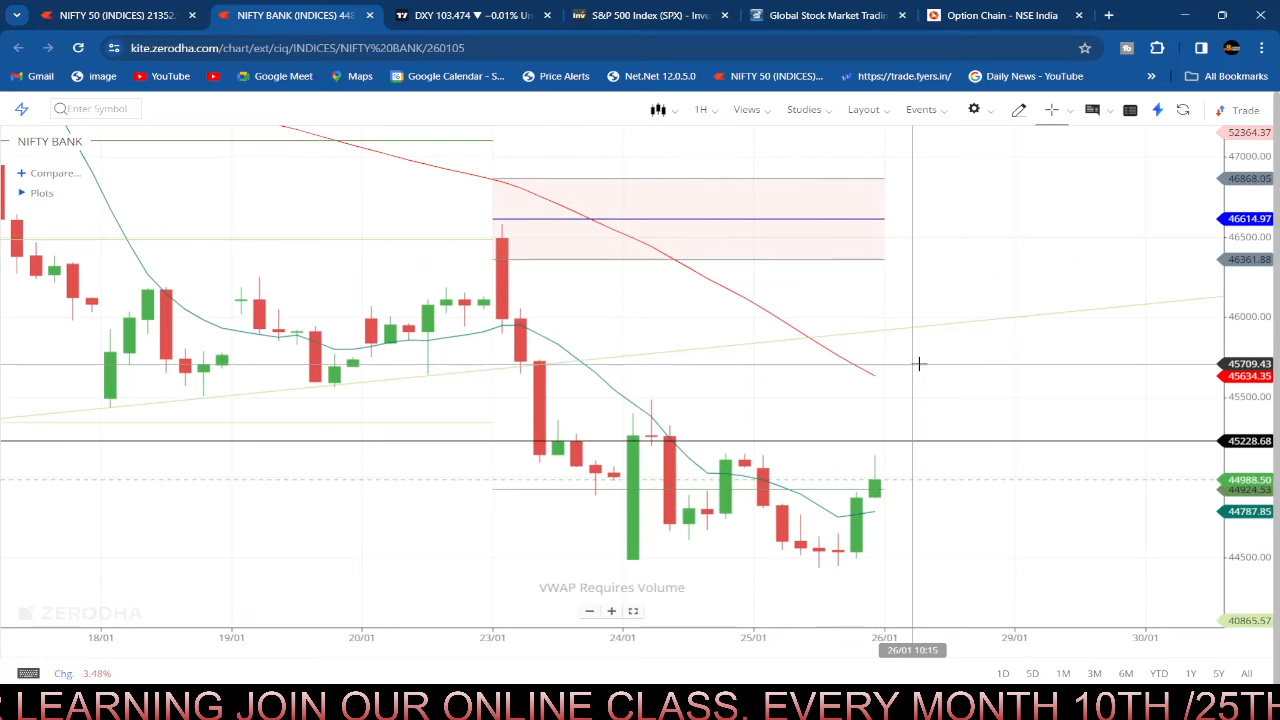 NIFTY 50 (INDICES) 21352
NIFTY BANK (INDICES) 448
DXY 103.474 ▼ −0.01% Un
S&P 500 Index (SPX) - Inve
Global Stock Market Tradin
Option Chain - NSE India
kite.zerodha.com/chart/ext/ciq/INDICES/NIFTY%20BANK/260105
Gmail
image
YouTube
Google Meet
Maps
Google Calendar - S...
Price Alerts
Net.Net 12.0.5.0
NIFTY 50 (INDICES)...
https://trade.fyers.in/
Daily News - YouTube
All Bookmarks
Enter Symbol
1H
Views
Studies
Layout
Events
Trade
NIFTY BANK
Compare...
Plots
52364.37
47000.00
46868.05
46614.97
46500.00
46361.88
46000.00
45709.43
45634.35
45500.00
45228.68
44988.50
44924.53
44787.85
44500.00
40865.57
VWAP Requires Volume
ZERODHA
18/01
19/01
20/01
23/01
24/01
25/01
26/01
29/01
30/01
26/01 10:15
Chg. 3.48%
1D
5D
1M
3M
6M
YTD
1Y
5Y
All
LEARNING JOIN OUR ONLINE CLASS. EVERY MONTH 10TH /25TH